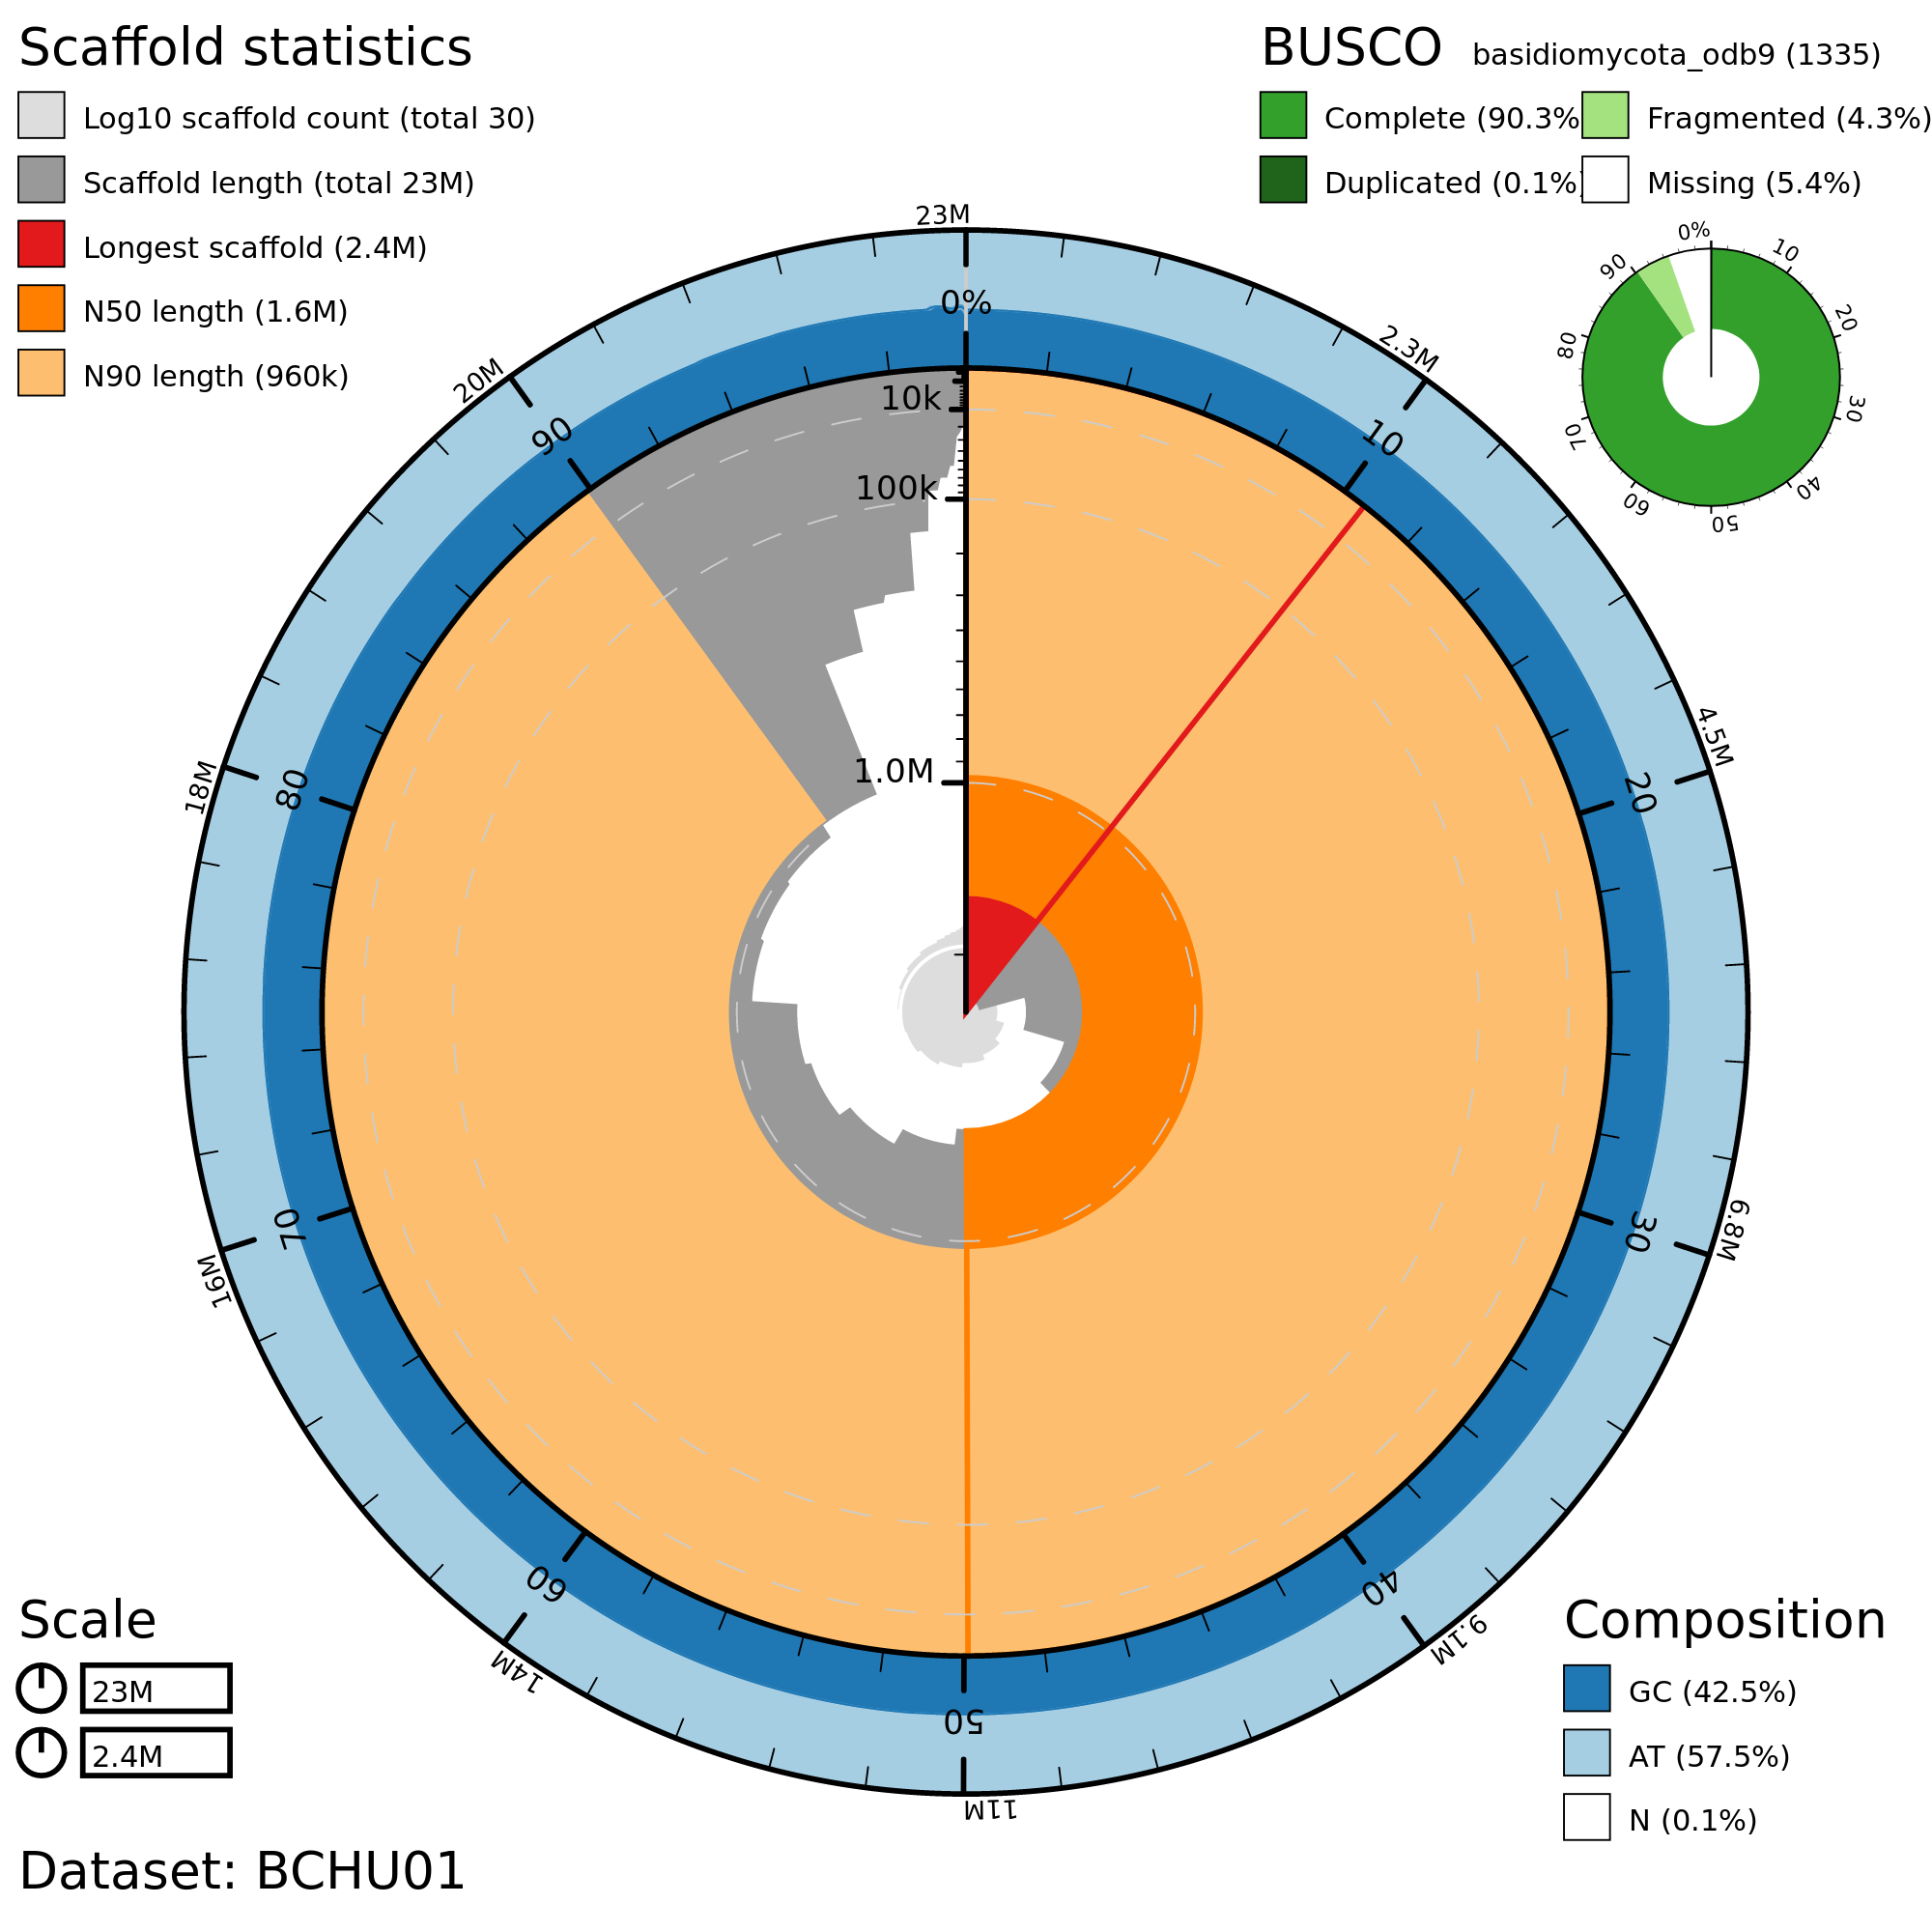 Scaffold statistics
Log10 scaffold count (total 30)
Scaffold length (total 23M)
Longest scaffold (2.4M)
N50 length (1.6M)
N90 length (960k)
BUSCO basidiomycota_odb9 (1335)
Complete (90.3%
Fragmented (4.3%)
Duplicated (0.1%)
Missing (5.4%)
0%
10
20
30
40
50
60
70
80
90
23M
2.3M
4.5M
6.8M
9.1M
11M
14M
16M
18M
20M
0%
10
20
30
40
50
60
70
80
90
10k
100k
1.0M
Scale
23M
2.4M
Composition
GC (42.5%)
AT (57.5%)
N (0.1%)
Dataset: BCHU01